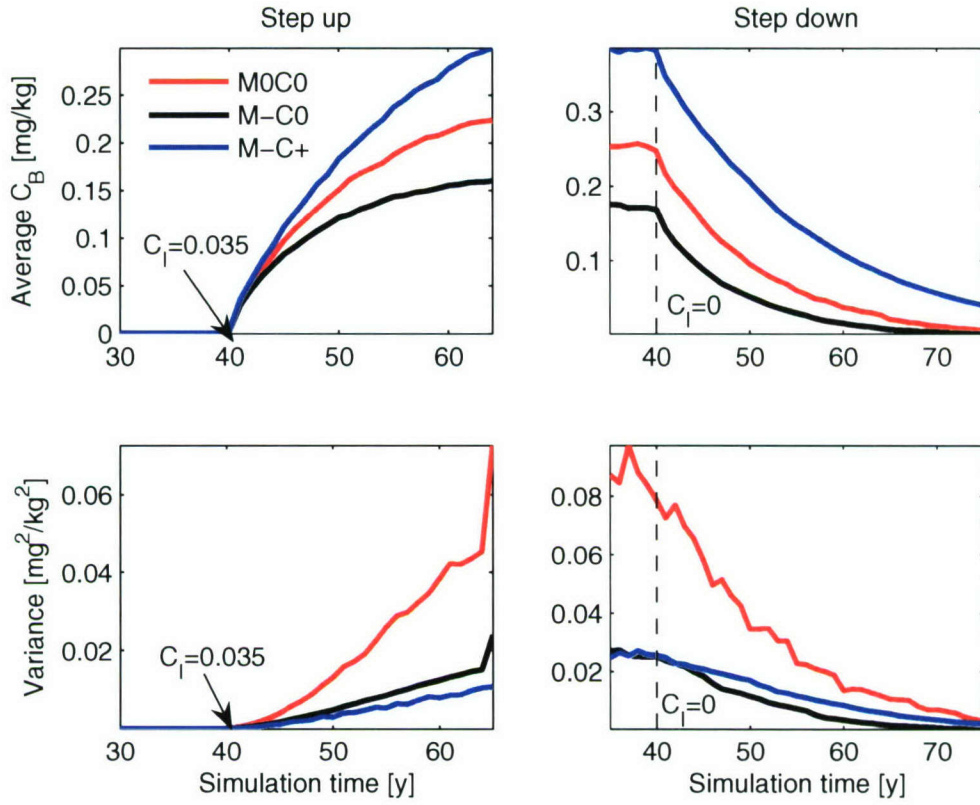 Step up
Step down
Average C_B [mg/kg]
0.25
0.2
0.15
0.1
0.05
0
M0C0
M−C0
M−C+
C_I=0.035
30 40 50 60
0.3
0.2
0.1
C_I=0
40 50 60 70
Variance [mg²/kg²]
0.06
0.04
0.02
C_I=0.035
30 40 50 60
Simulation time [y]
0.08
0.06
0.04
0.02
C_I=0
40 50 60 70
Simulation time [y]